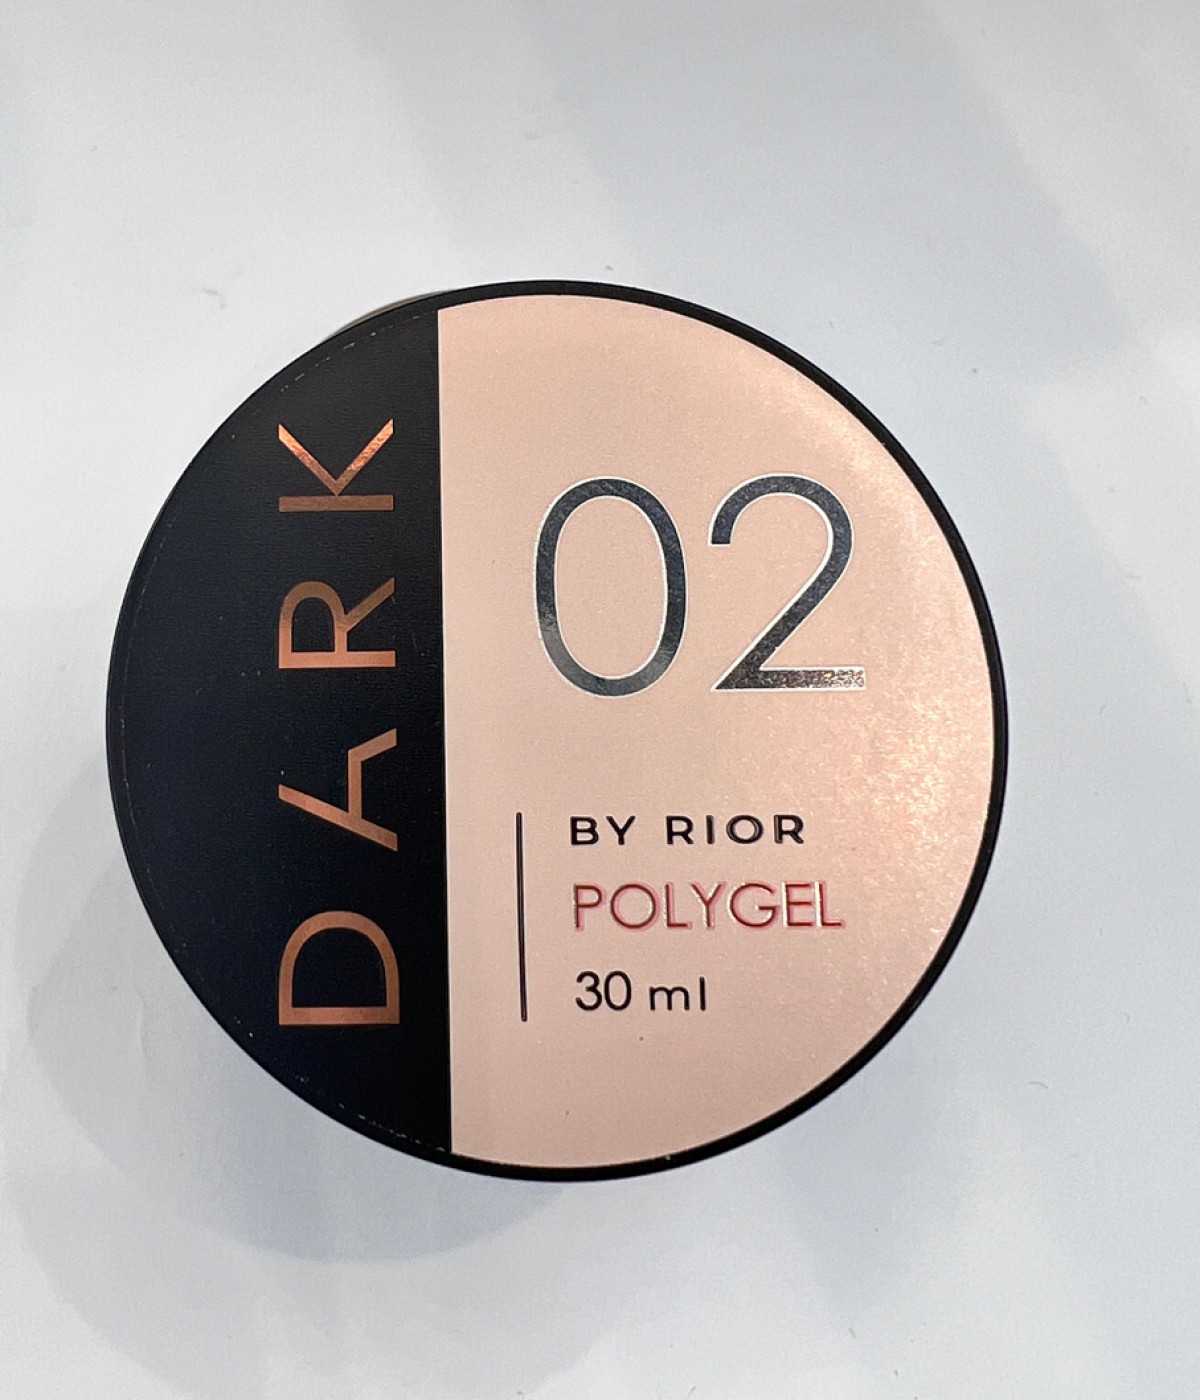 DARK
02
BY RIOR
POLYGEL
30 ml